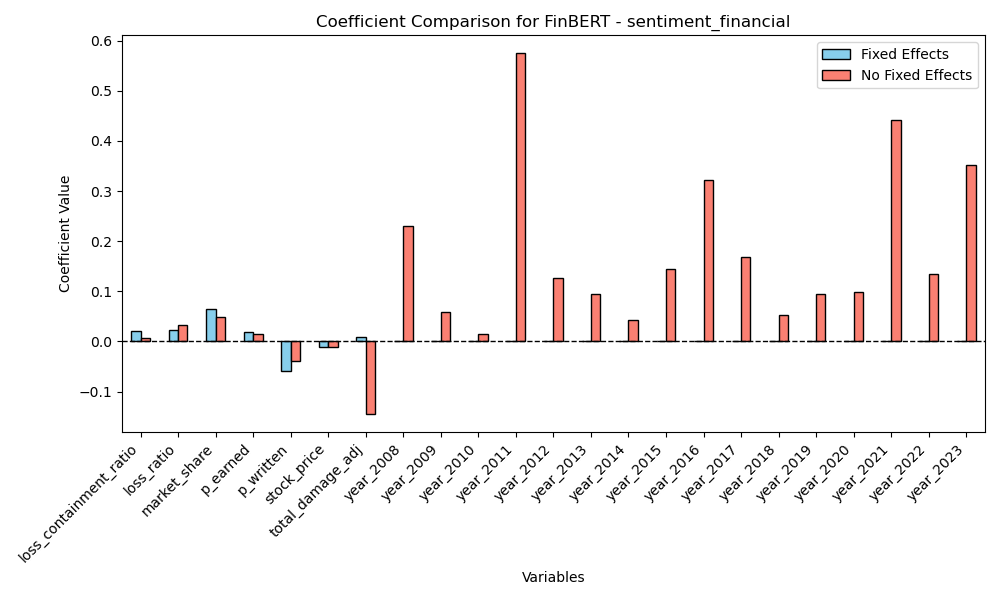 Coefficient Comparison for FinBERT - sentiment_financial
Fixed Effects
No Fixed Effects
Coefficient Value
0.6
0.5
0.4
0.3
0.2
0.1
0.0
−0.1
loss_containment_ratio
loss_ratio
market_share
p_earned
p_written
stock_price
total_damage_adj
year_2008
year_2009
year_2010
year_2011
year_2012
year_2013
year_2014
year_2015
year_2016
year_2017
year_2018
year_2019
year_2020
year_2021
year_2022
year_2023
Variables